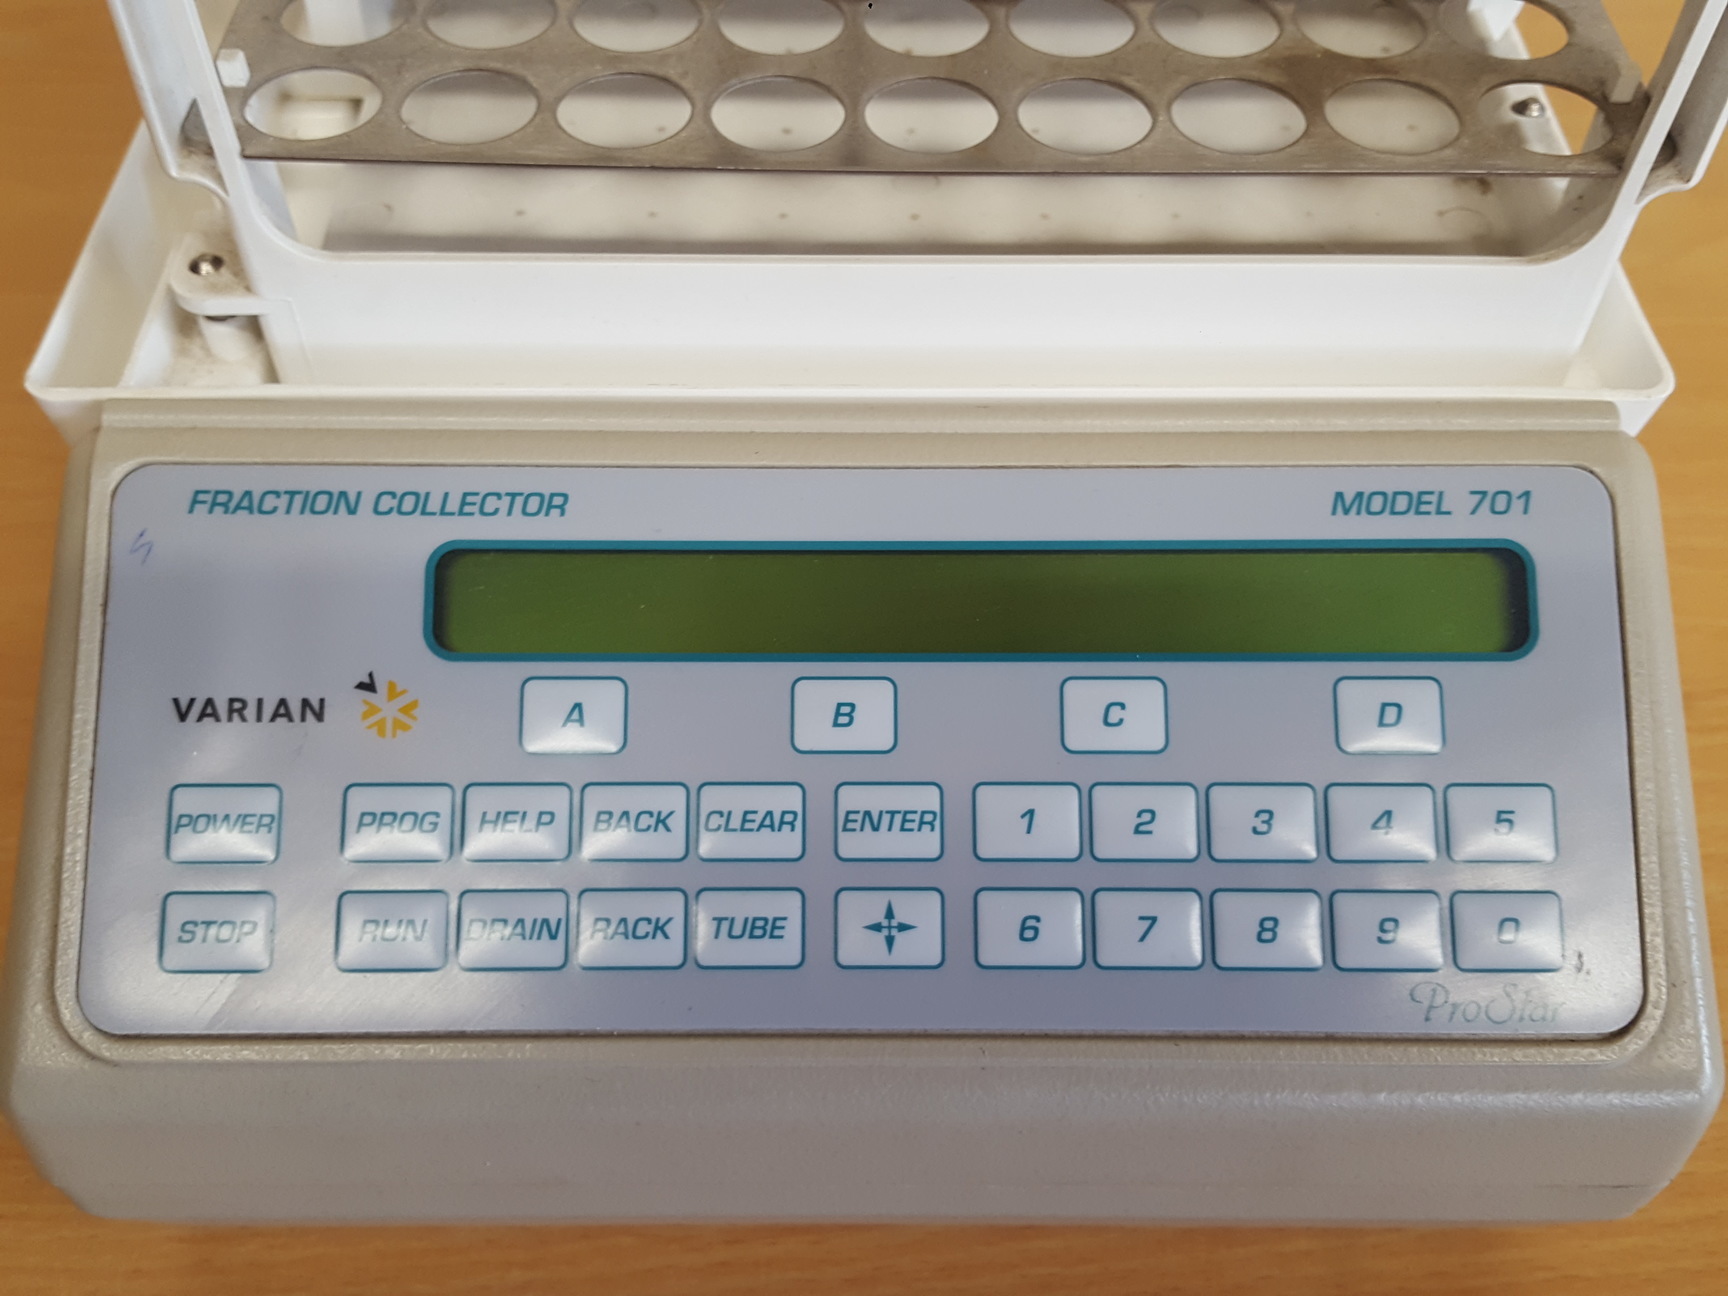 FRACTION COLLECTOR MODEL 701
VARIAN
A B C D
POWER PROG HELP BACK CLEAR ENTER 1 2 3 4 5
STOP RUN DRAIN RACK TUBE 6 7 8 9 0
ProStar